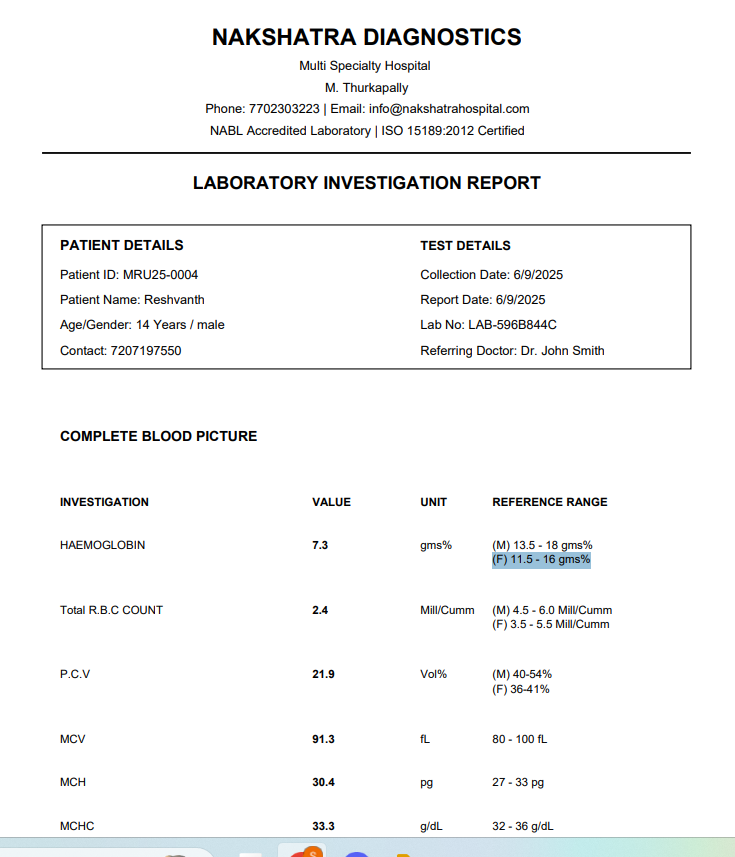 NAKSHATRA DIAGNOSTICS
Multi Specialty Hospital
M. Thurkapally
Phone: 7702303223 | Email: info@nakshatrahospital.com
NABL Accredited Laboratory | ISO 15189:2012 Certified
LABORATORY INVESTIGATION REPORT
PATIENT DETAILS
Patient ID: MRU25-0004
Patient Name: Reshvanth
Age/Gender: 14 Years / male
Contact: 7207197550
TEST DETAILS
Collection Date: 6/9/2025
Report Date: 6/9/2025
Lab No: LAB-596B844C
Referring Doctor: Dr. John Smith
COMPLETE BLOOD PICTURE
INVESTIGATION VALUE UNIT REFERENCE RANGE
HAEMOGLOBIN 7.3 gms% (M) 13.5 - 18 gms%
(F) 11.5 - 16 gms%
Total R.B.C COUNT 2.4 Mill/Cumm (M) 4.5 - 6.0 Mill/Cumm
(F) 3.5 - 5.5 Mill/Cumm
P.C.V 21.9 Vol% (M) 40-54%
(F) 36-41%
MCV 91.3 fL 80 - 100 fL
MCH 30.4 pg 27 - 33 pg
MCHC 33.3 g/dL 32 - 36 g/dL
S